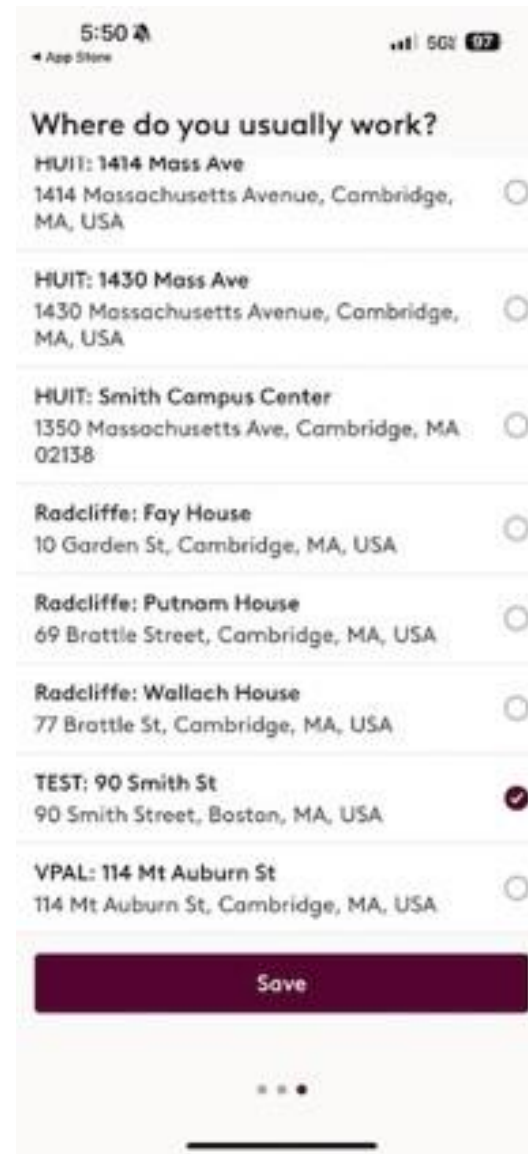 5:50
App Store
5G
97
Where do you usually work?
HUIT: 1414 Mass Ave
1414 Massachusetts Avenue, Cambridge,
MA, USA
HUIT: 1430 Mass Ave
1430 Massachusetts Avenue, Cambridge,
MA, USA
HUIT: Smith Campus Center
1350 Massachusetts Ave, Cambridge, MA
02138
Radcliffe: Fay House
10 Garden St, Cambridge, MA, USA
Radcliffe: Putnam House
69 Brattle Street, Cambridge, MA, USA
Radcliffe: Wallach House
77 Brattle St, Cambridge, MA, USA
TEST: 90 Smith St
90 Smith Street, Boston, MA, USA
VPAL: 114 Mt Auburn St
114 Mt Auburn St, Cambridge, MA, USA
Save